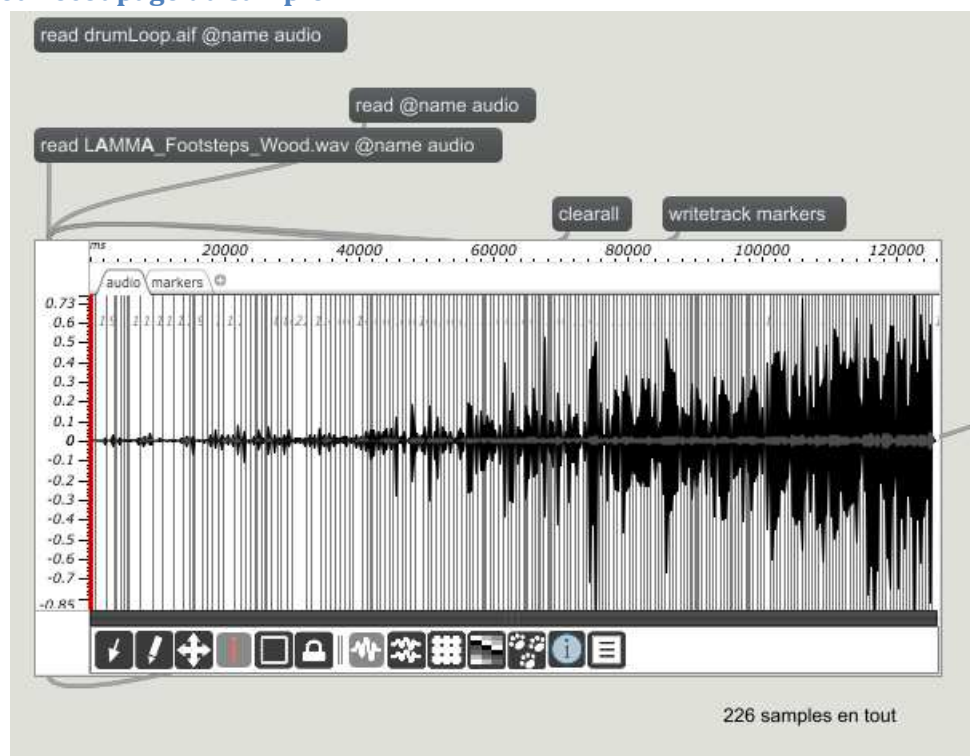 read drumLoop.aif @name audio
read @name audio
read LAMMA_Footsteps_Wood.wav @name audio
clearall
writetrack markers
ms 20000 40000 60000 80000 100000 120000
audio markers
0.73
0.6
0.5
0.4
0.3
0.2
0.1
0
-0.1
-0.2
-0.3
-0.4
-0.5
-0.6
-0.7
-0.85
226 samples en tout